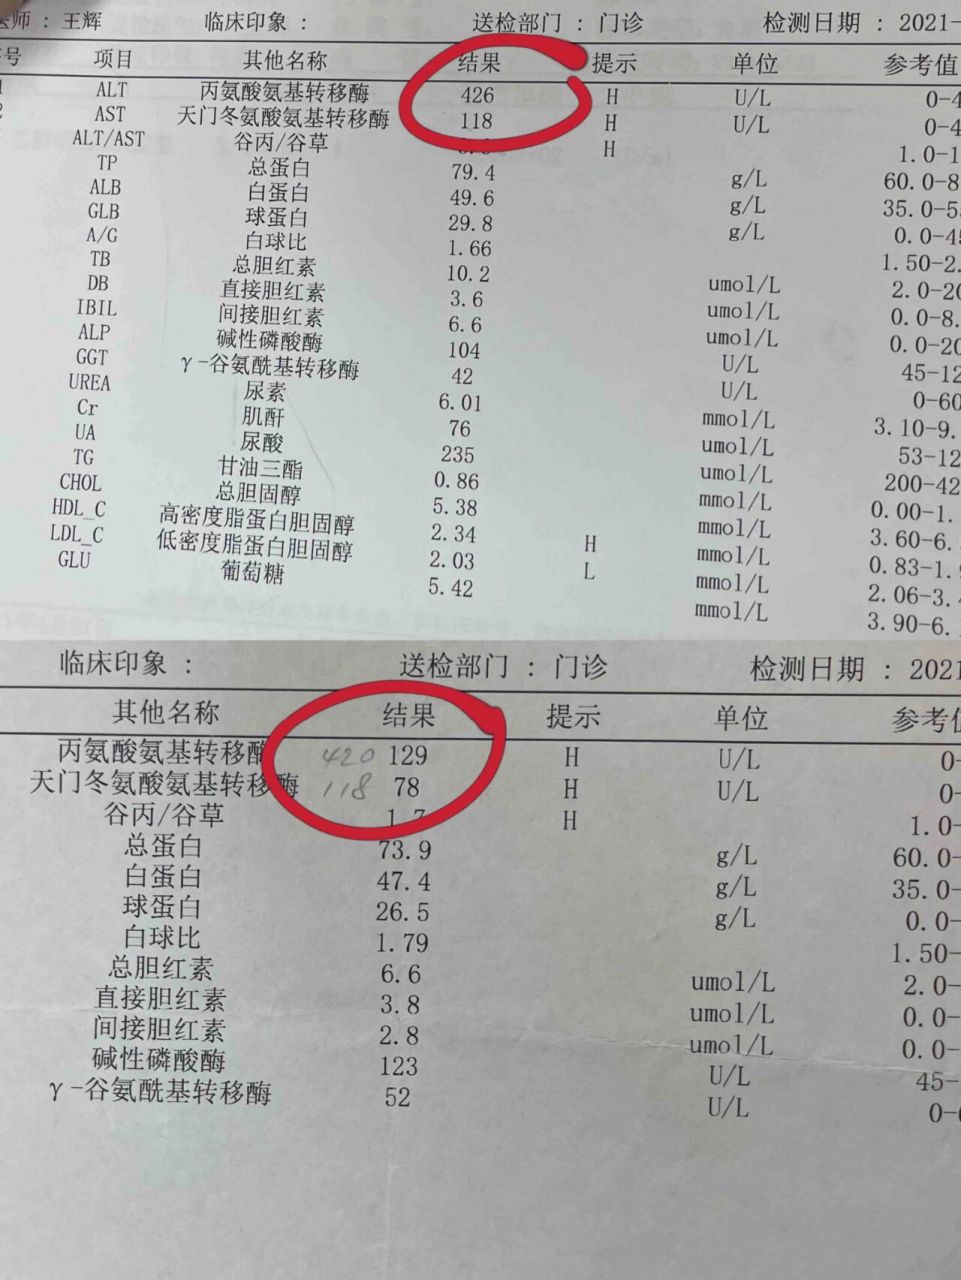 医师：王辉 临床印象： 送检部门：门诊 检测日期：2021-
号 项目 其他名称 结果 提示 单位 参考值
1 ALT 丙氨酸氨基转移酶 426 H U/L 0-4
2 AST 天门冬氨酸氨基转移酶 118 H U/L 0-4
ALT/AST 谷丙/谷草 H 1.0-1
TP 总蛋白 79.4 g/L 60.0-8
ALB 白蛋白 49.6 g/L 35.0-5
GLB 球蛋白 29.8 g/L 0.0-45
A/G 白球比 1.66 1.50-2.
TB 总胆红素 10.2 umol/L 2.0-20
DB 直接胆红素 3.6 umol/L 0.0-8.
IBIL 间接胆红素 6.6 umol/L 0.0-20
ALP 碱性磷酸酶 104 U/L 45-12
GGT γ-谷氨酰基转移酶 42 U/L 0-60
UREA 尿素 6.01 mmol/L 3.10-9.
Cr 肌酐 76 umol/L 53-12
UA 尿酸 235 umol/L 200-42
TG 甘油三酯 0.86 mmol/L 0.00-1.
CHOL 总胆固醇 5.38 mmol/L 3.60-6.
HDL_C 高密度脂蛋白胆固醇 2.34 H mmol/L 0.83-1.9
LDL_C 低密度脂蛋白胆固醇 2.03 L mmol/L 2.06-3.
GLU 葡萄糖 5.42 mmol/L 3.90-6.
临床印象： 送检部门：门诊 检测日期：2021
其他名称 结果 提示 单位 参考值
丙氨酸氨基转移酶 420 129 H U/L 0-
天门冬氨酸氨基转移酶 118 78 H U/L 0-
谷丙/谷草 1.7 H 1.0-
总蛋白 73.9 g/L 60.0-
白蛋白 47.4 g/L 35.0-
球蛋白 26.5 g/L 0.0-
白球比 1.79 1.50-
总胆红素 6.6 umol/L 2.0-
直接胆红素 3.8 umol/L 0.0-
间接胆红素 2.8 umol/L 0.0-
碱性磷酸酶 123 U/L 45-
γ-谷氨酰基转移酶 52 U/L 0-